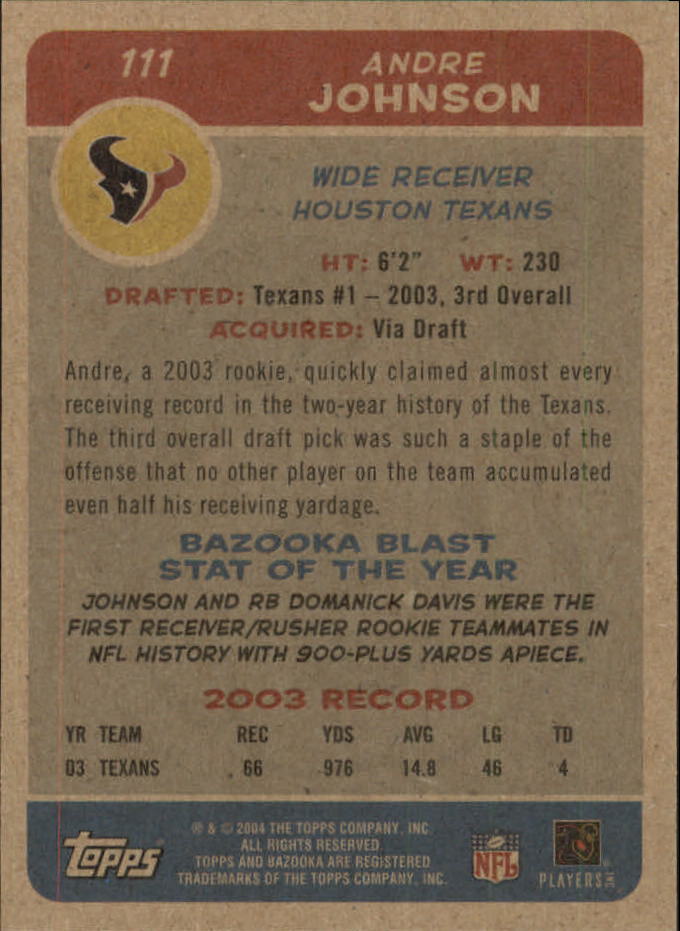 111
ANDRE
JOHNSON
WIDE RECEIVER
HOUSTON TEXANS
HT: 6'2" WT: 230
DRAFTED: Texans #1 – 2003, 3rd Overall
ACQUIRED: Via Draft
Andre, a 2003 rookie, quickly claimed almost every
receiving record in the two-year history of the Texans.
The third overall draft pick was such a staple of the
offense that no other player on the team accumulated
even half his receiving yardage.
BAZOOKA BLAST
STAT OF THE YEAR
JOHNSON AND RB DOMANICK DAVIS WERE THE
FIRST RECEIVER/RUSHER ROOKIE TEAMMATES IN
NFL HISTORY WITH 900-PLUS YARDS APIECE.
2003 RECORD
YR TEAM REC YDS AVG LG TD
03 TEXANS 66 976 14.8 46 4
topps
® & © 2004 THE TOPPS COMPANY, INC.
ALL RIGHTS RESERVED.
TOPPS AND BAZOOKA ARE REGISTERED
TRADEMARKS OF THE TOPPS COMPANY, INC.
NFL
PLAYERS INC